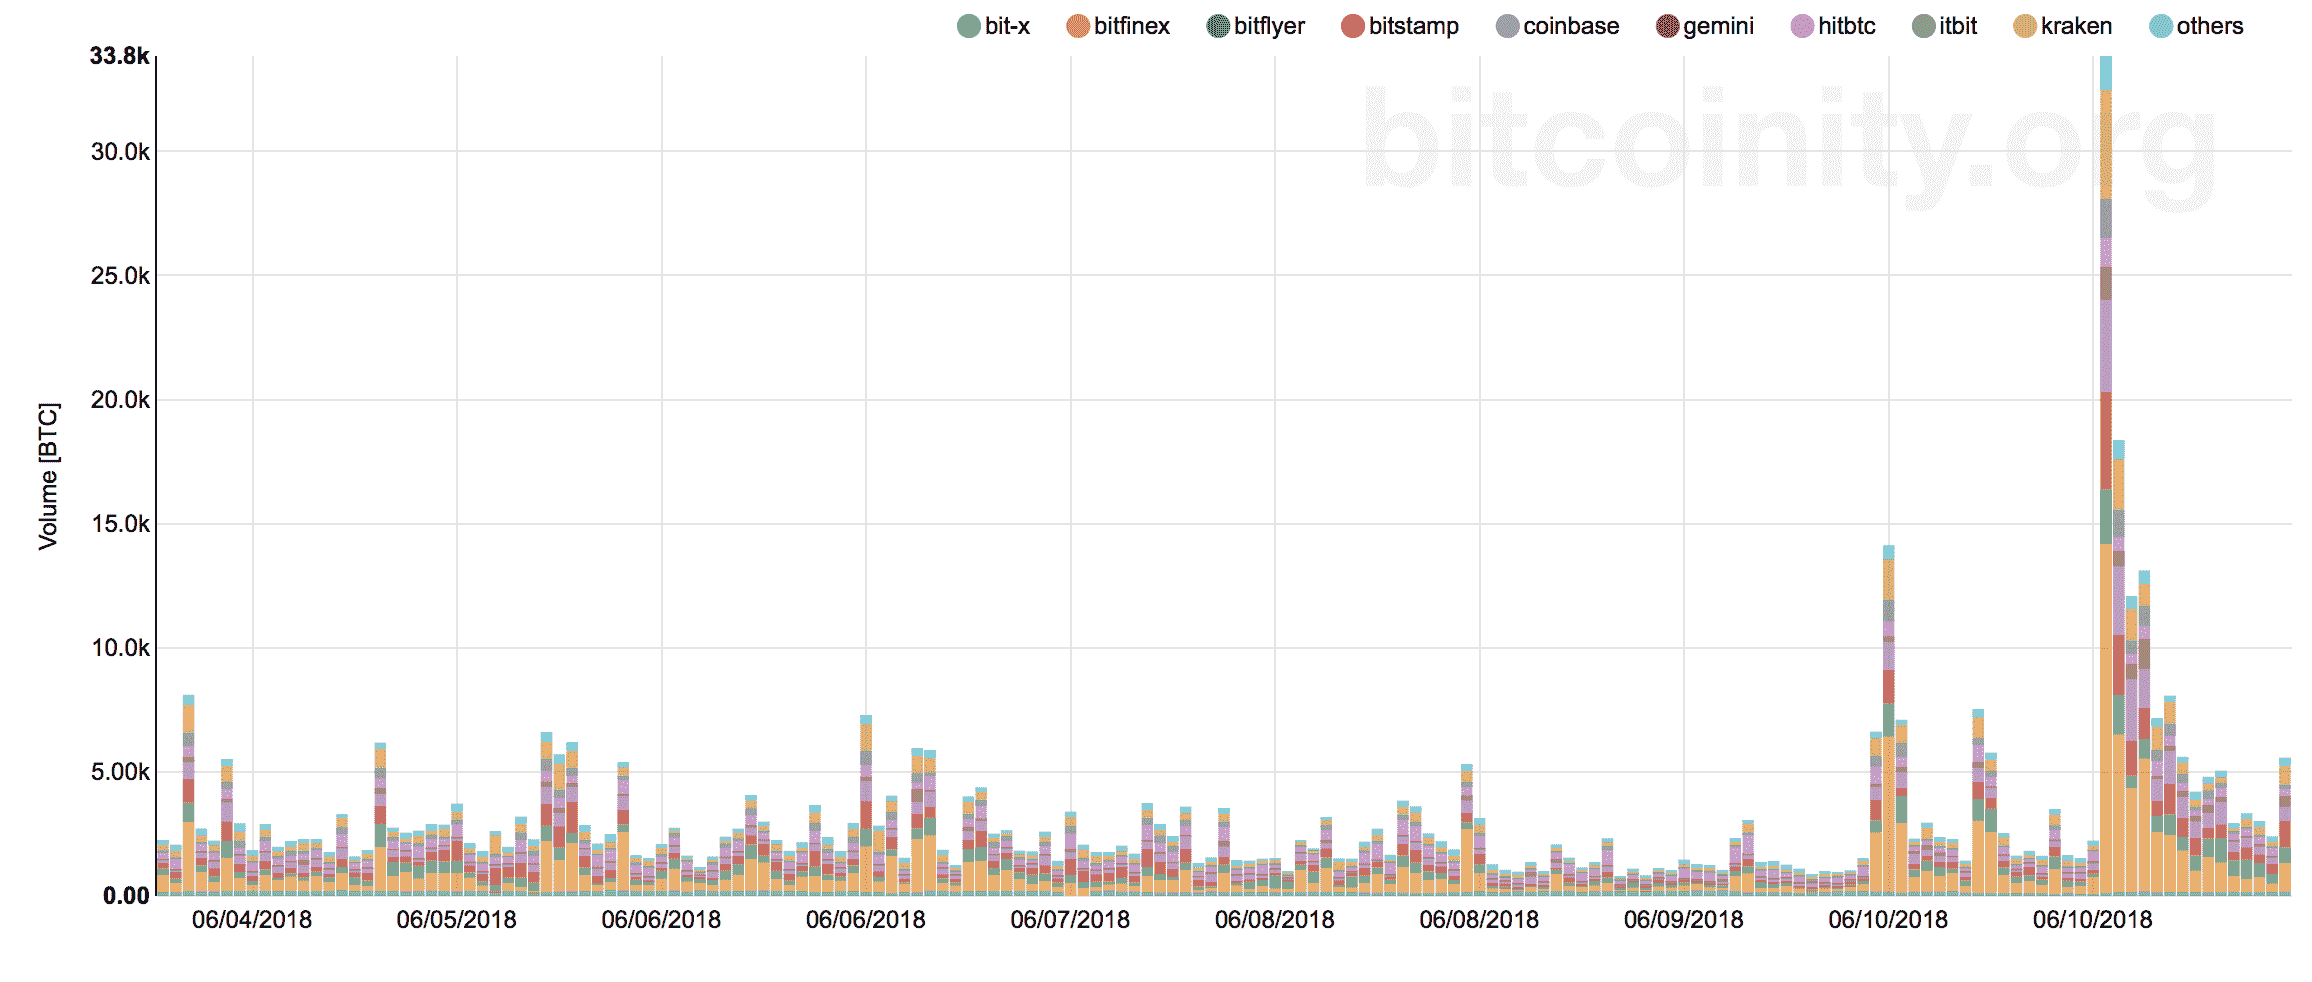 bit-x bitfinex bitflyer bitstamp coinbase gemini hitbtc itbit kraken others
33.8k
bitcoinity.org
30.0k
25.0k
20.0k
Volume [BTC]
15.0k
10.0k
5.00k
0.00
06/04/2018 06/05/2018 06/06/2018 06/06/2018 06/07/2018 06/08/2018 06/08/2018 06/09/2018 06/10/2018 06/10/2018